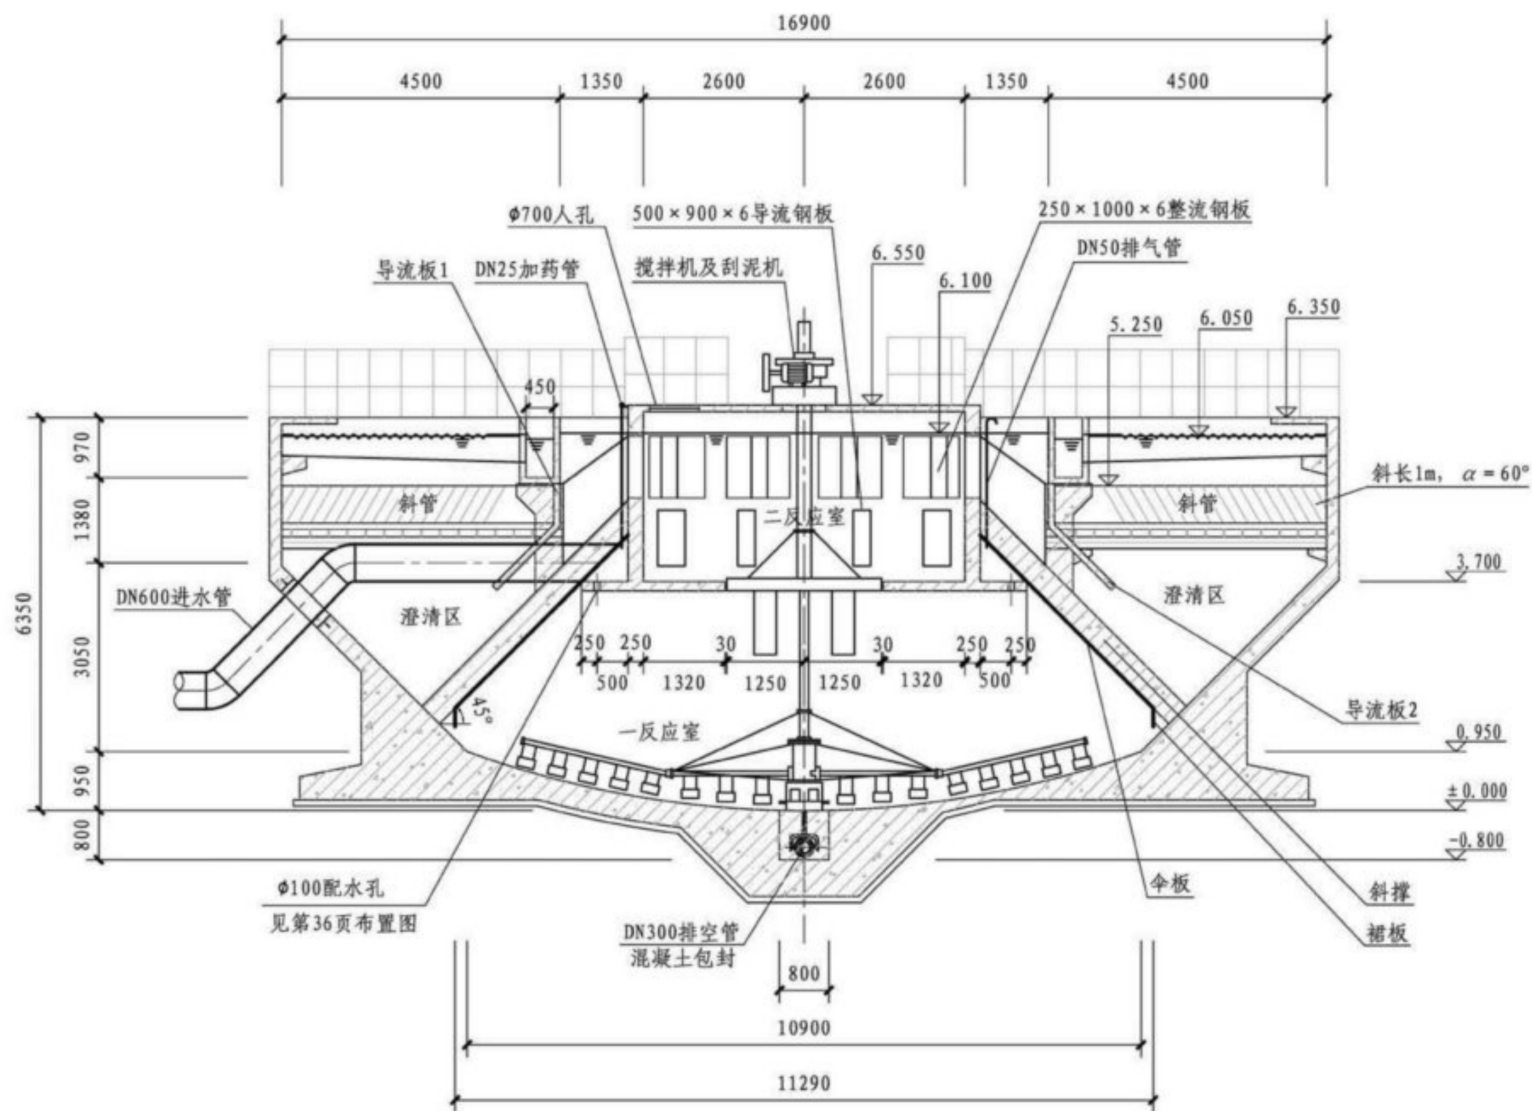 16900
4500
1350
2600
2600
1350
4500
φ700人孔
500×900×6导流钢板
250×1000×6整流钢板
导流板1
DN25加药管
搅拌机及刮泥机
6.550
DN50排气管
6.100
5.250
6.050
6.350
450
970
斜管
二反应室
斜管
斜长1m, α=60°
1380
3.700
6350
DN600进水管
澄清区
澄清区
3050
250
250
30
30
250
250
500
1320
1250
1250
1320
500
45°
一反应室
导流板2
0.950
950
±0.000
800
-0.800
φ100配水孔
见第36页布置图
伞板
斜撑
DN300排空管
混凝土包封
裙板
800
10900
11290